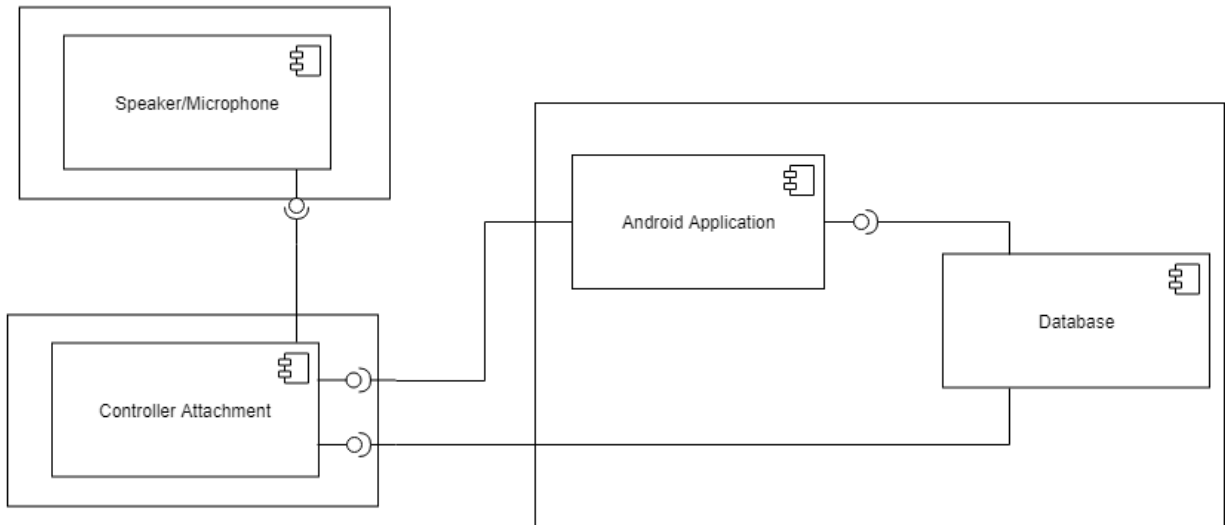 Speaker/Microphone
Android Application
Database
Controller Attachment